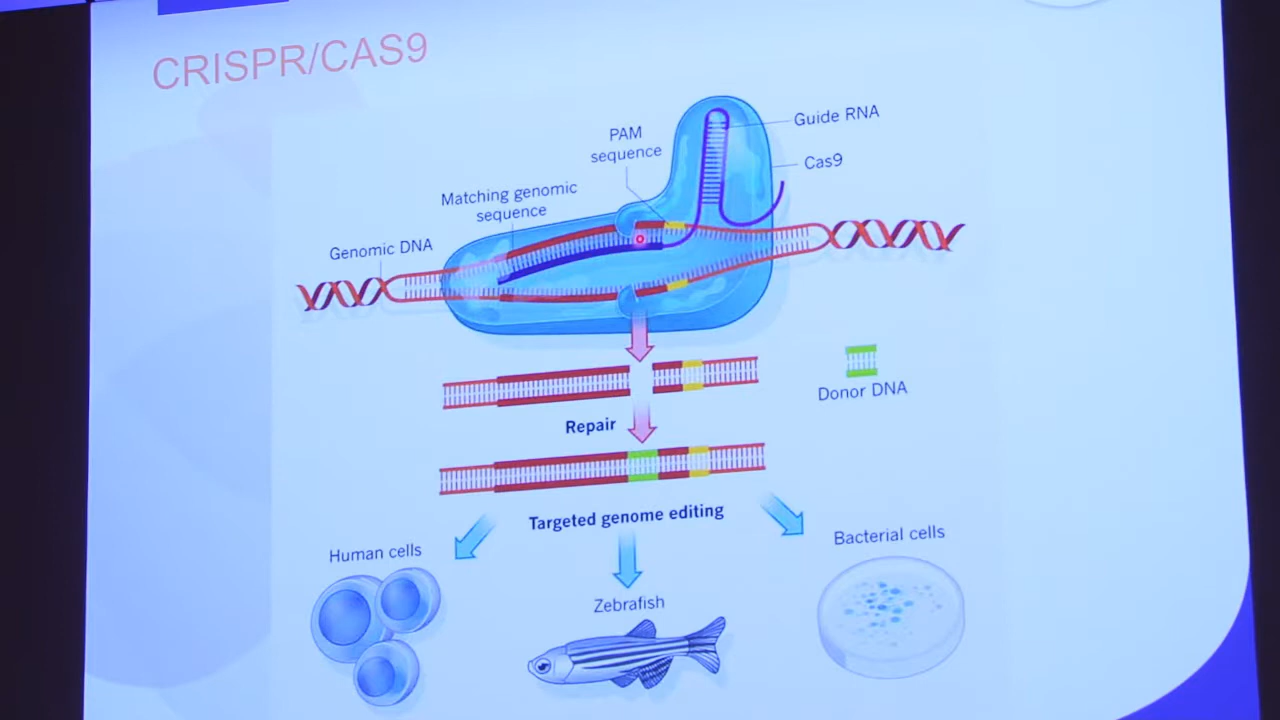 CRISPR/CAS9
Guide RNA
PAM
sequence
Cas9
Matching genomic
sequence
Genomic DNA
Donor DNA
Repair
Targeted genome editing
Human cells
Zebrafish
Bacterial cells